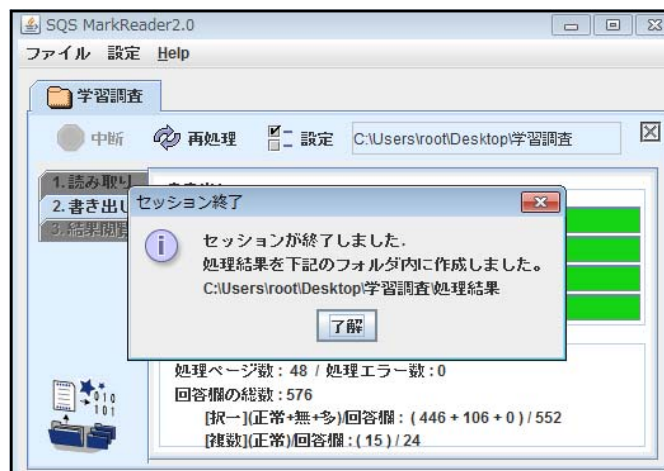 SQS MarkReader2.0
ファイル 設定 Help
学習調査
中断 再処理 設定 C:\Users\root\Desktop\学習調査
1.読み取り
2.書き出し
3.結果閲覧
セッション終了
セッションが終了しました.
処理結果を下記のフォルダ内に作成しました。
C:\Users\root\Desktop\学習調査\処理結果
了解
処理ページ数 : 48 / 処理エラー数 : 0
回答欄の総数 : 576
[択一](正常+無+多)/回答欄 : ( 446 + 106 + 0 ) / 552
[複数](正常)/回答欄 : ( 15 ) / 24